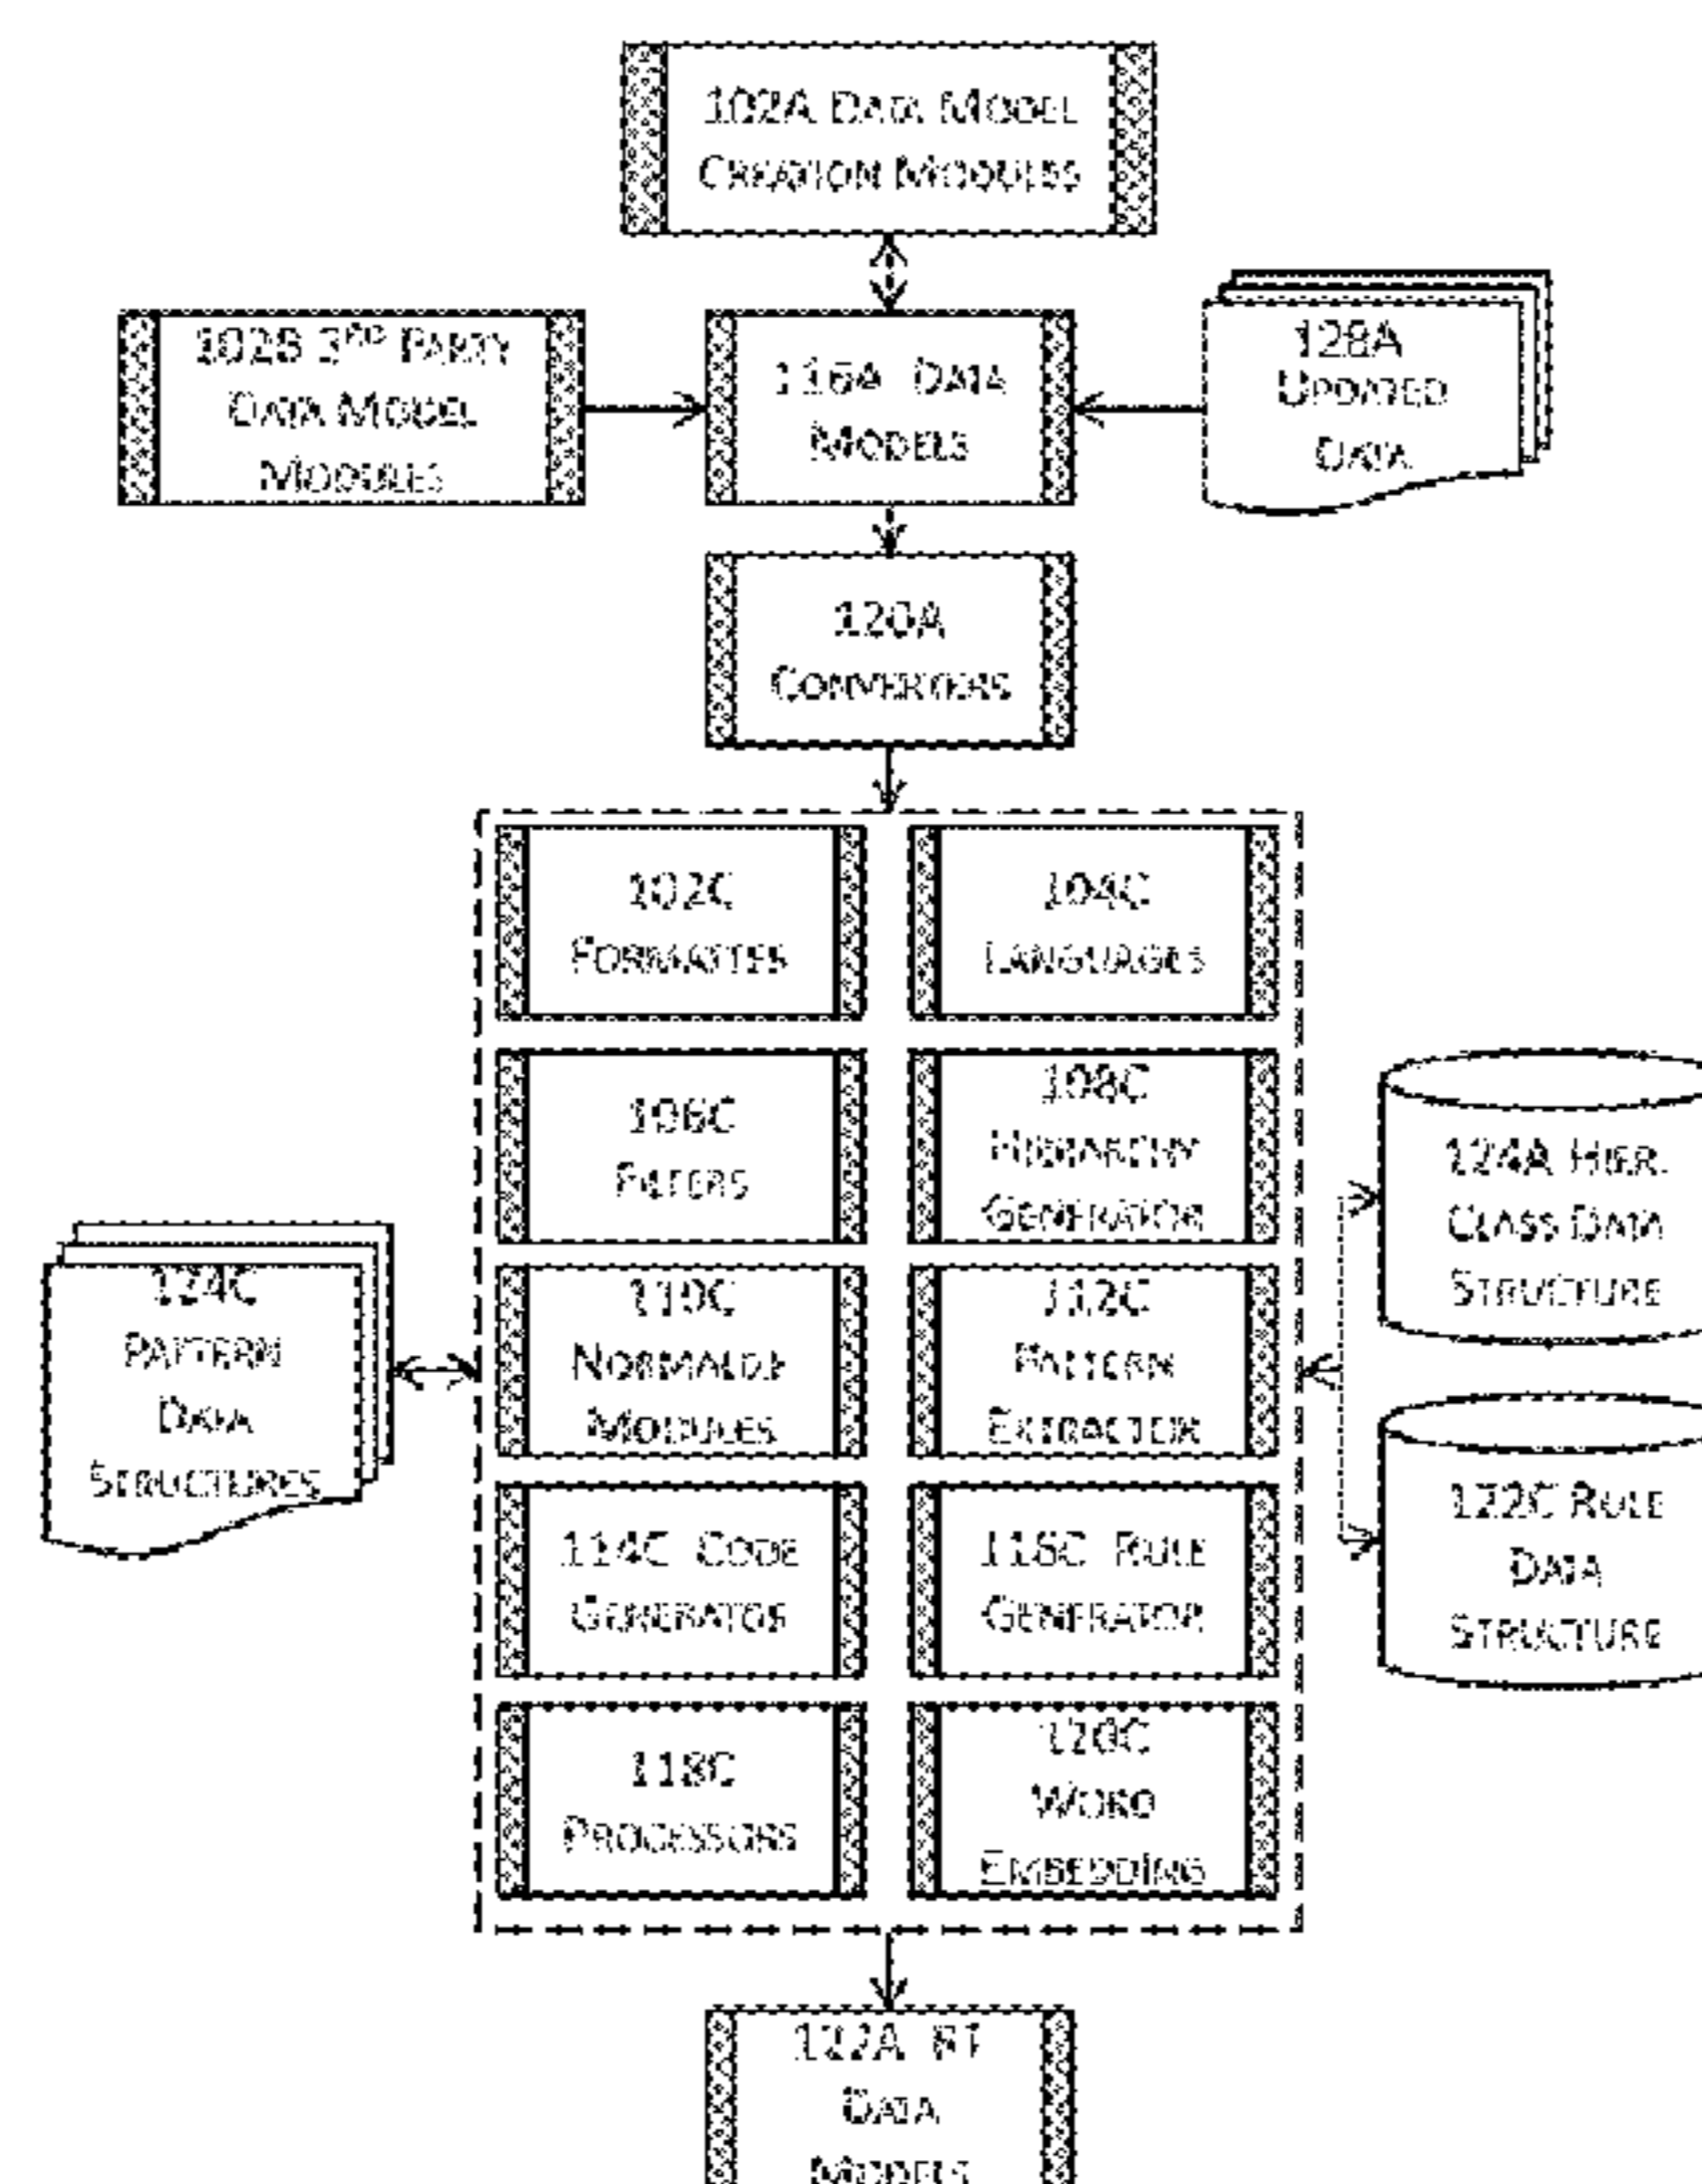 102A DATA MODEL
CREATION MODULES
102B 3RD PARTY
DATA MODEL
MODULES
116A DATA
MODELS
128A
UPDATED
DATA
120A
CONVERTERS
102C
FORMATTER
104C
LANGUAGES
106C
FILTERS
108C
HIERARCHY
GENERATOR
110C
NORMALIZE
MODULES
112C
PATTERN
EXTRACTOR
114C CODE
GENERATOR
116C RULE
GENERATOR
118C
PROCESSORS
120C
WORD
EMBEDDING
124C
PATTERN
DATA
STRUCTURES
124A HIER.
CLASS DATA
STRUCTURE
122C RULE
DATA
STRUCTURE
122A RT
DATA
MODELS